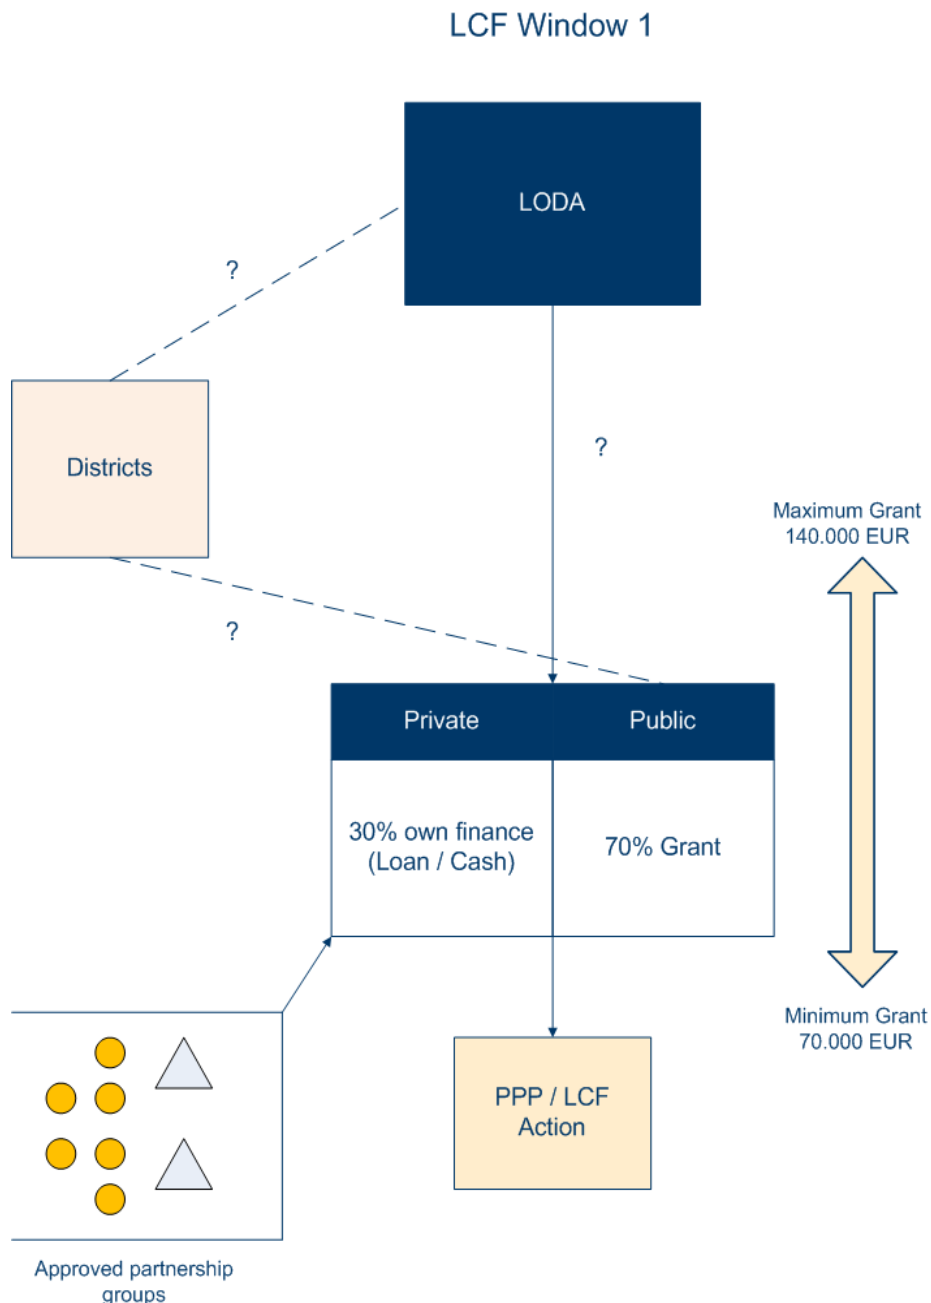 LCF Window 1
LODA
?
Districts
?
Maximum Grant
140.000 EUR
?
Private
Public
30% own finance
(Loan / Cash)
70% Grant
Minimum Grant
70.000 EUR
PPP / LCF
Action
Approved partnership
groups